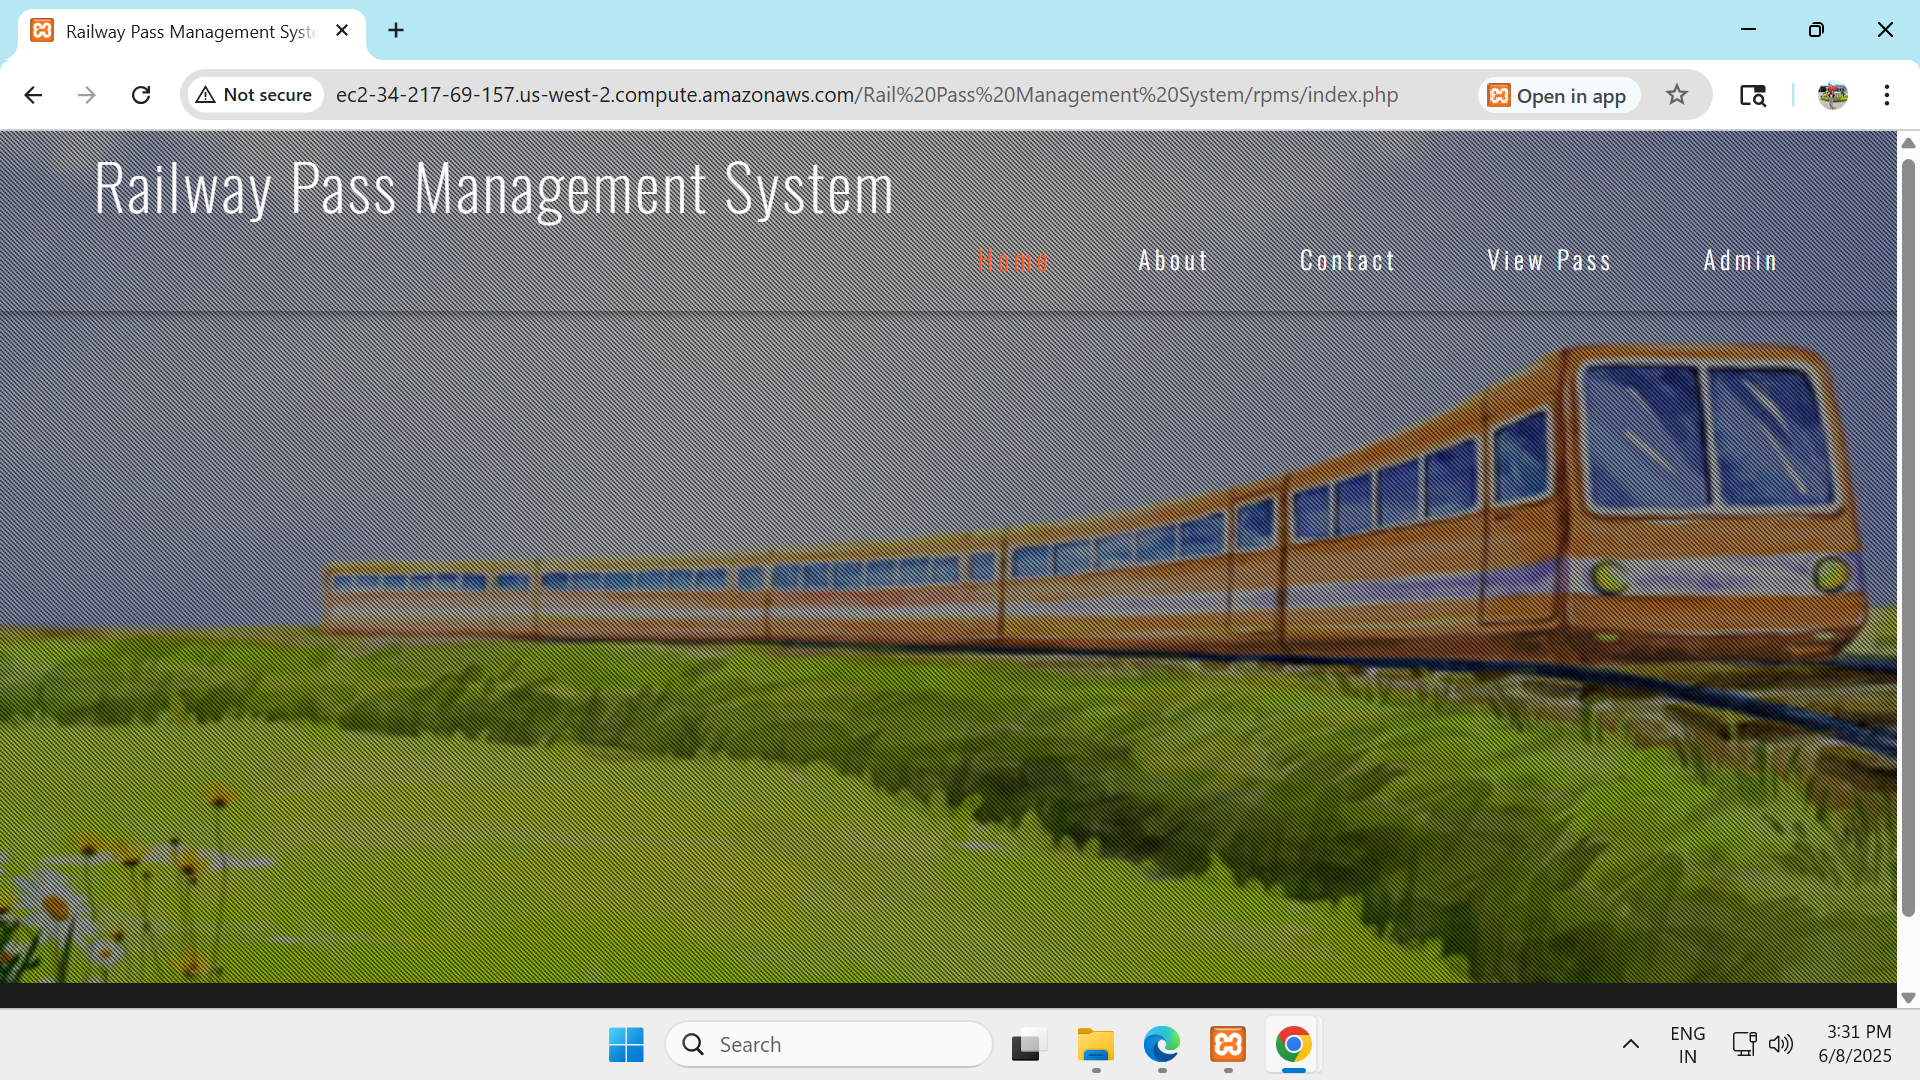 Railway Pass Management Syste
Not secure
ec2-34-217-69-157.us-west-2.compute.amazonaws.com/Rail%20Pass%20Management%20System/rpms/index.php
Open in app
Railway Pass Management System
Home
About
Contact
View Pass
Admin
Search
ENG
IN
3:31 PM
6/8/2025